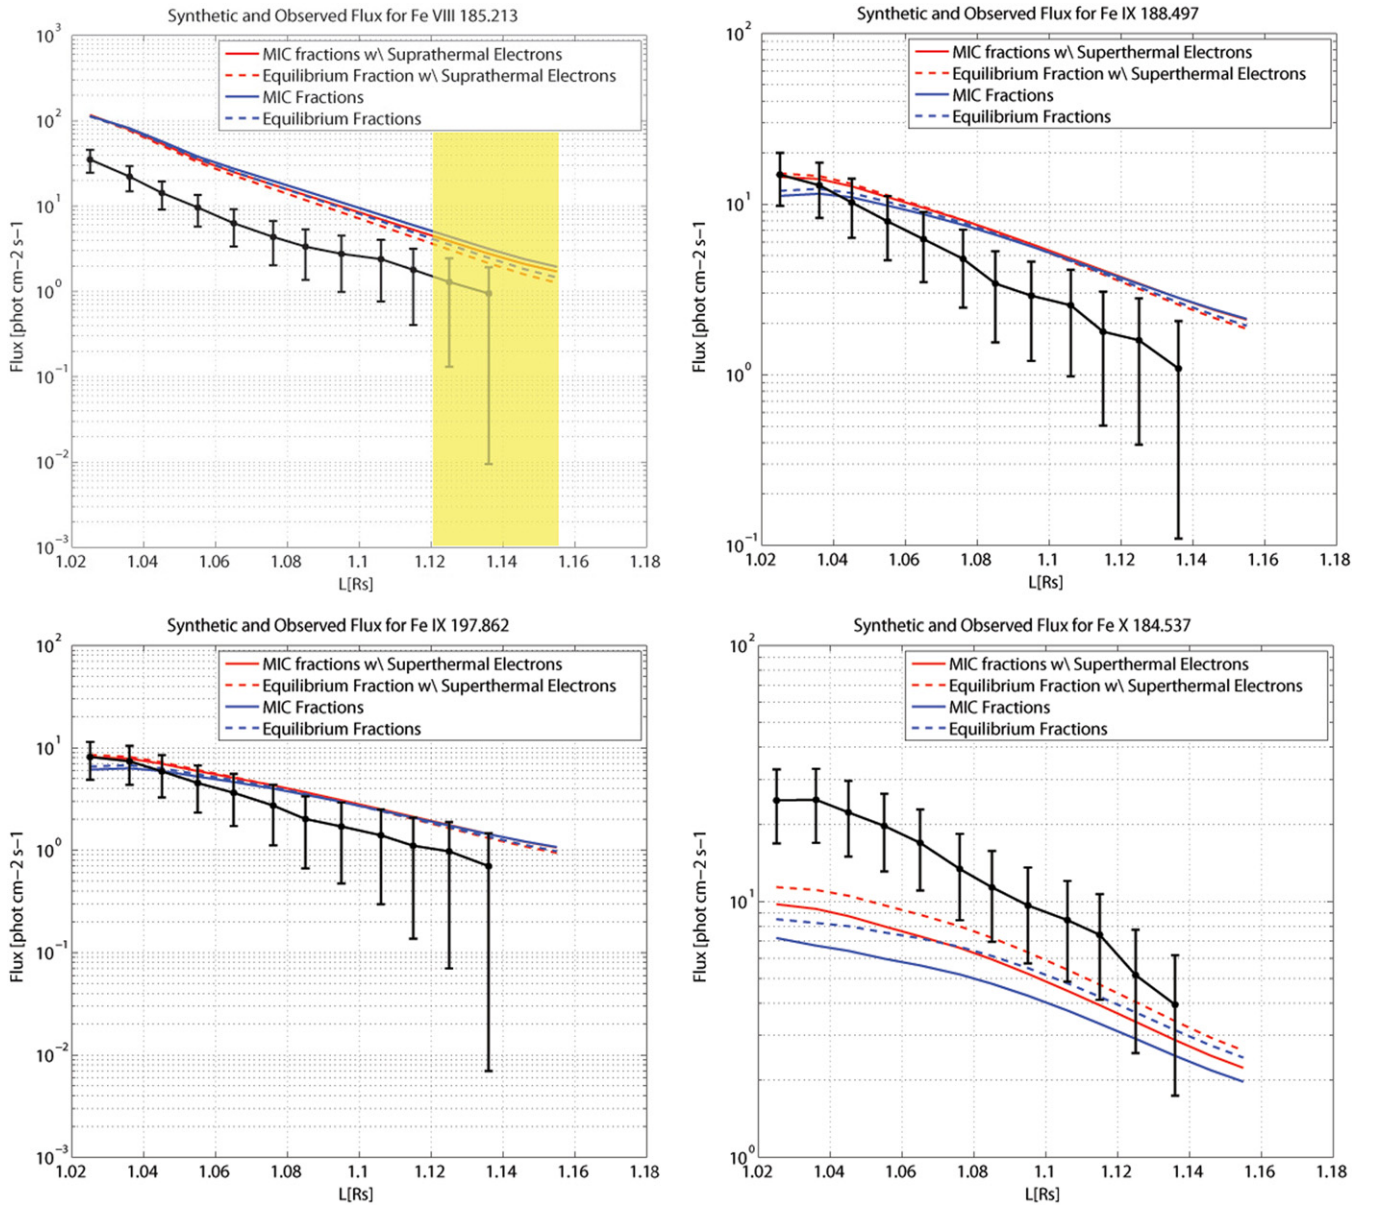 Synthetic and Observed Flux for Fe VIII 185.213
MIC fractions w\ Suprathermal Electrons
Equilibrium Fraction w\ Suprathermal Electrons
MIC Fractions
Equilibrium Fractions
10^3
10^2
10^1
10^0
10^−1
10^−2
10^−3
Flux [phot cm−2 s−1
1.02 1.04 1.06 1.08 1.1 1.12 1.14 1.16 1.18
L[Rs]
Synthetic and Observed Flux for Fe IX 188.497
MIC fractions w\ Superthermal Electrons
Equilibrium Fraction w\ Superthermal Electrons
MIC Fractions
Equilibrium Fractions
10^2
10^1
10^0
10^−1
Flux [phot cm−2 s−1
1.02 1.04 1.06 1.08 1.1 1.12 1.14 1.16 1.18
L[Rs]
Synthetic and Observed Flux for Fe IX 197.862
MIC fractions w\ Superthermal Electrons
Equilibrium Fraction w\ Superthermal Electrons
MIC Fractions
Equilibrium Fractions
10^2
10^1
10^0
10^−1
10^−2
10^−3
Flux [phot cm−2 s−1
1.02 1.04 1.06 1.08 1.1 1.12 1.14 1.16 1.18
L[Rs]
Synthetic and Observed Flux for Fe X 184.537
MIC fractions w\ Superthermal Electrons
Equilibrium Fraction w\ Superthermal Electrons
MIC Fractions
Equilibrium Fractions
10^2
10^1
10^0
Flux [phot cm−2 s−1
1.02 1.04 1.06 1.08 1.1 1.12 1.14 1.16 1.18
L[Rs]